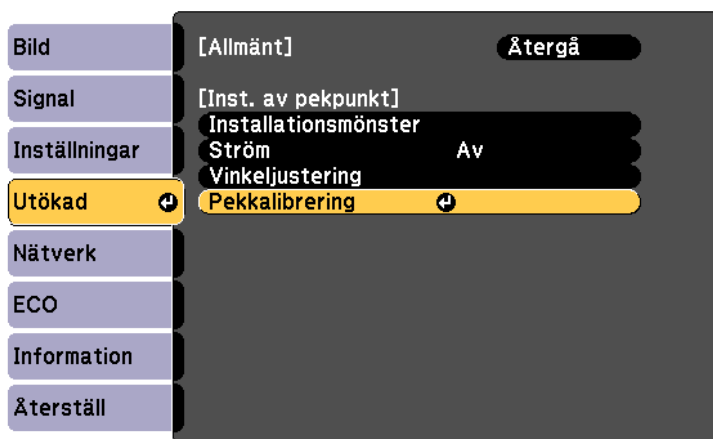 Bild
Signal
Inställningar
Utökad
Nätverk
ECO
Information
Återställ
[Allmänt] Återgå
[Inst. av pekpunkt]
Installationsmönster
Ström Av
Vinkeljustering
Pekkalibrering